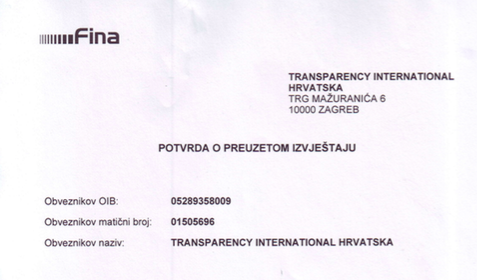 Fina
TRANSPARENCY INTERNATIONAL
HRVATSKA
TRG MAŽURANIĆA 6
10000 ZAGREB
POTVRDA O PREUZETOM IZVJEŠTAJU
Obveznikov OIB: 05289358009
Obveznikov matični broj: 01505696
Obveznikov naziv: TRANSPARENCY INTERNATIONAL HRVATSKA